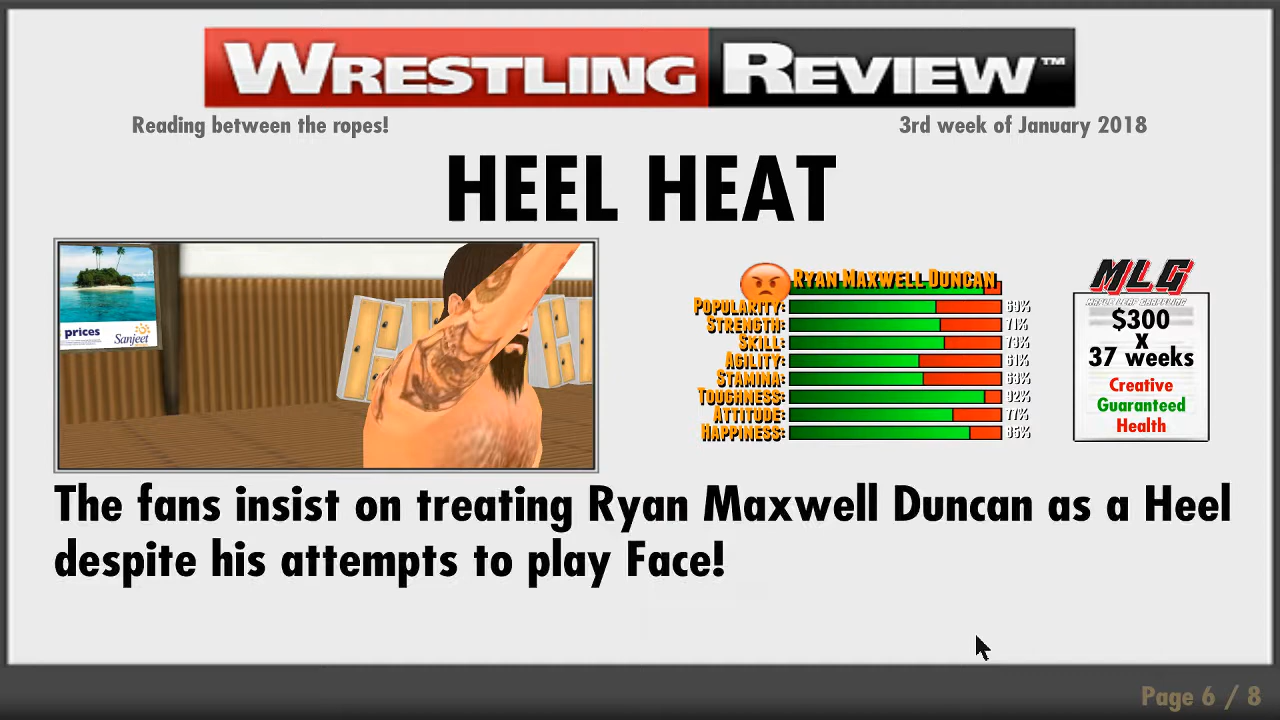 WRESTLING REVIEW™
Reading between the ropes!
3rd week of January 2018
HEEL HEAT
prices
Sanjeet
RYAN MAXWELL DUNCAN
POPULARITY: 69%
STRENGTH: 71%
SKILL: 73%
AGILITY: 61%
STAMINA: 63%
TOUGHNESS: 92%
ATTITUDE: 77%
HAPPINESS: 85%
MLG
MAPLE LEAF GRAPPLING
$300
X
37 weeks
Creative
Guaranteed
Health
The fans insist on treating Ryan Maxwell Duncan as a Heel
despite his attempts to play Face!
Page 6 / 8